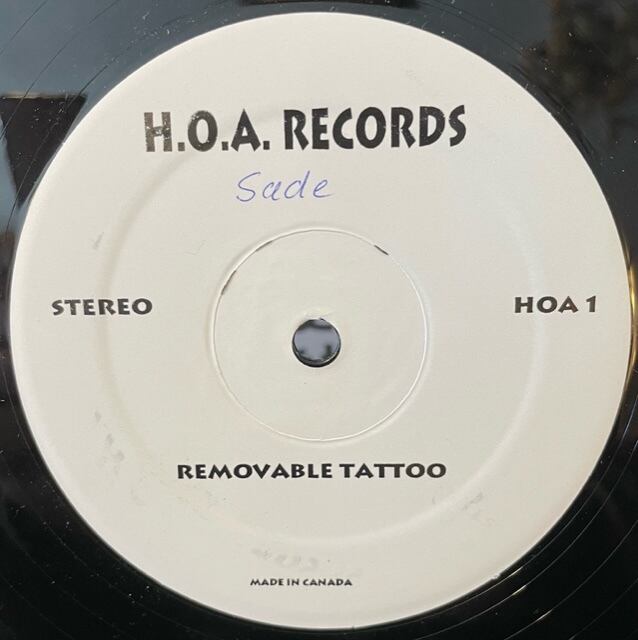 H.O.A. RECORDS
Sade
STEREO
HOA 1
REMOVABLE TATTOO
MADE IN CANADA